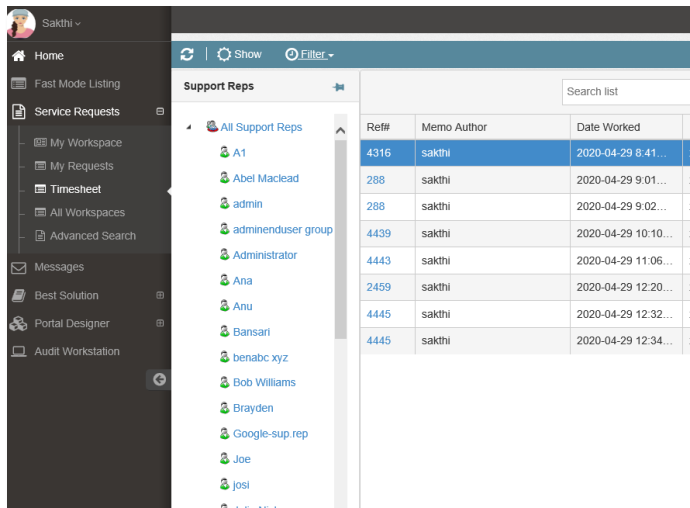 Sakthi
Home
Fast Mode Listing
Service Requests
My Workspace
My Requests
Timesheet
All Workspaces
Advanced Search
Messages
Best Solution
Portal Designer
Audit Workstation
Show Filter
Support Reps
All Support Reps
A1
Abel Maclead
admin
adminenduser group
Administrator
Ana
Anu
Bansari
benabc xyz
Bob Williams
Brayden
Google-sup.rep
Joe
josi
Search list
Ref# Memo Author Date Worked
4316 sakthi 2020-04-29 8:41...
288 sakthi 2020-04-29 9:01...
288 sakthi 2020-04-29 9:02...
4439 sakthi 2020-04-29 10:10...
4443 sakthi 2020-04-29 11:06...
2459 sakthi 2020-04-29 12:20...
4445 sakthi 2020-04-29 12:32...
4445 sakthi 2020-04-29 12:34...